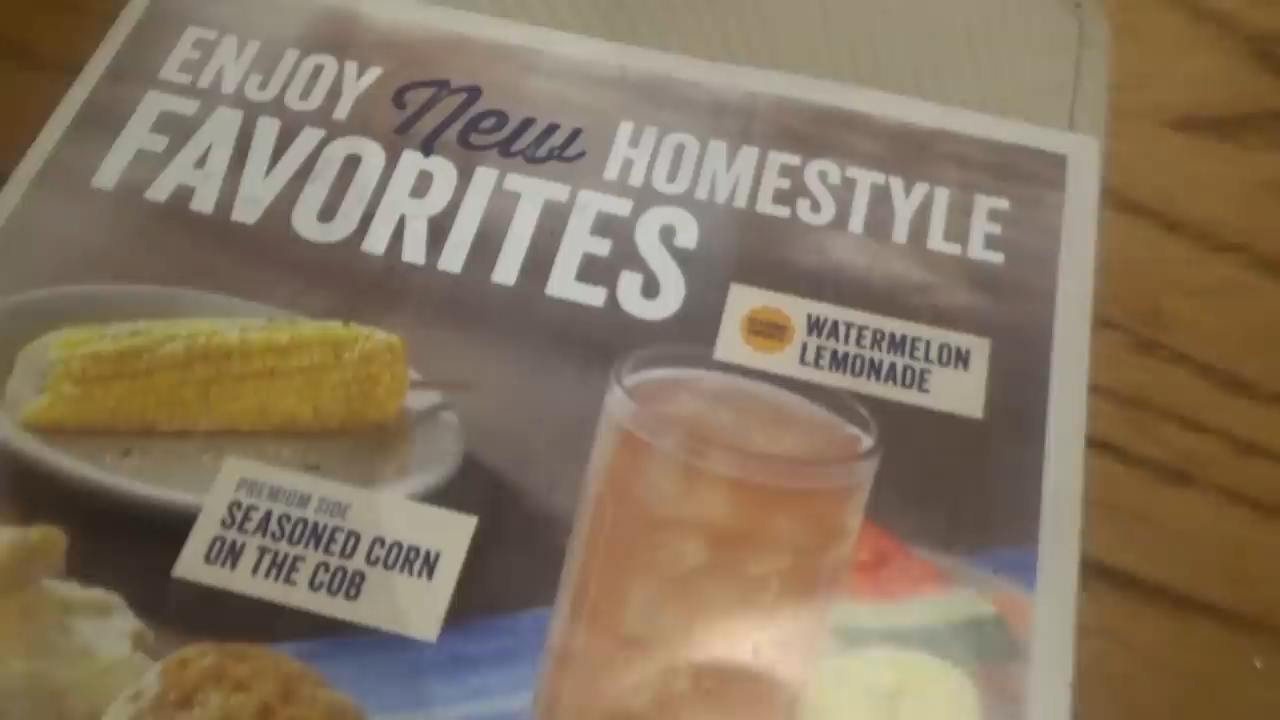 ENJOY New HOMESTYLE
FAVORITES
WATERMELON
LEMONADE
PREMIUM SIDE
SEASONED CORN
ON THE COB